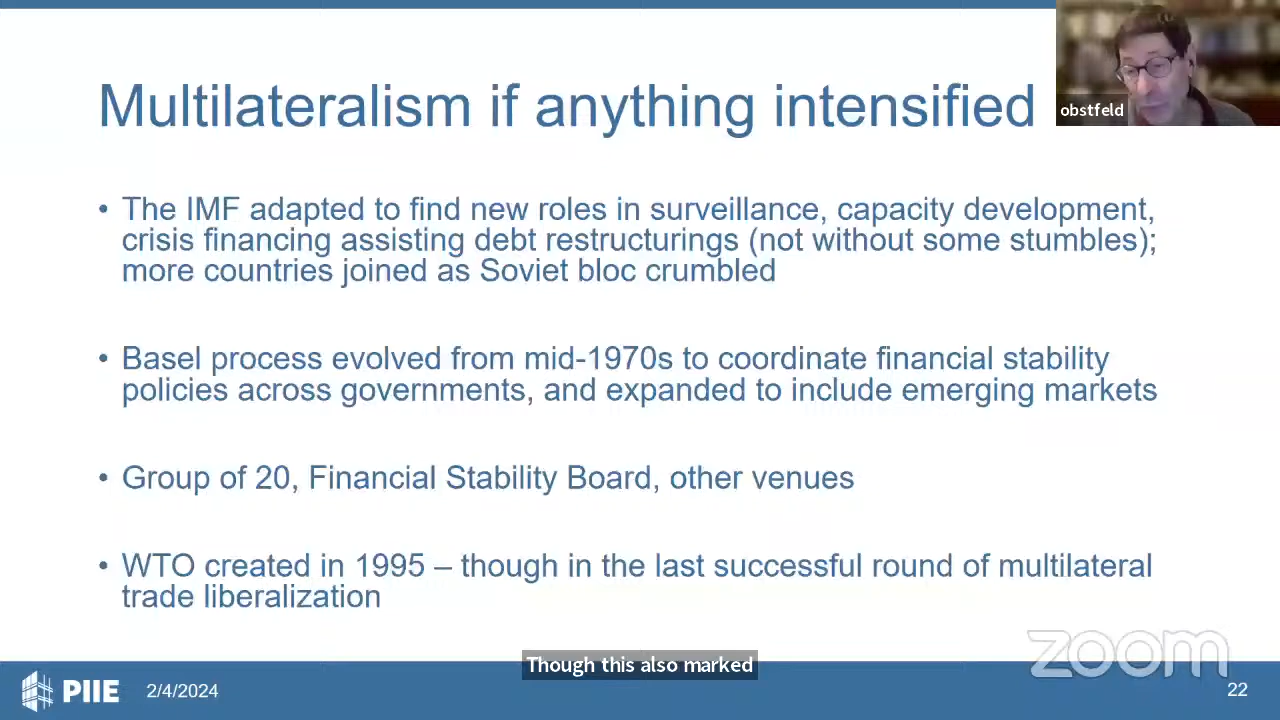 Multilateralism if anything intensified
obstfeld
• The IMF adapted to find new roles in surveillance, capacity development,
crisis financing assisting debt restructurings (not without some stumbles);
more countries joined as Soviet bloc crumbled
• Basel process evolved from mid-1970s to coordinate financial stability
policies across governments, and expanded to include emerging markets
• Group of 20, Financial Stability Board, other venues
• WTO created in 1995 – though in the last successful round of multilateral
trade liberalization
zoom
Though this also marked
PIIE
2/4/2024
22